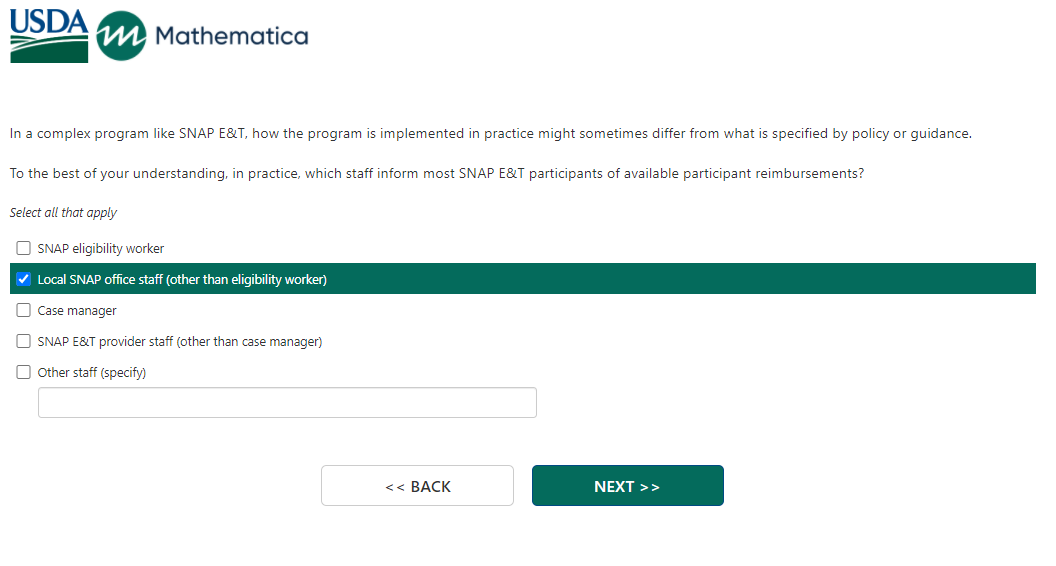 USDA
Mathematica
In a complex program like SNAP E&T, how the program is implemented in practice might sometimes differ from what is specified by policy or guidance.
To the best of your understanding, in practice, which staff inform most SNAP E&T participants of available participant reimbursements?
Select all that apply
SNAP eligibility worker
Local SNAP office staff (other than eligibility worker)
Case manager
SNAP E&T provider staff (other than case manager)
Other staff (specify)
<< BACK
NEXT >>